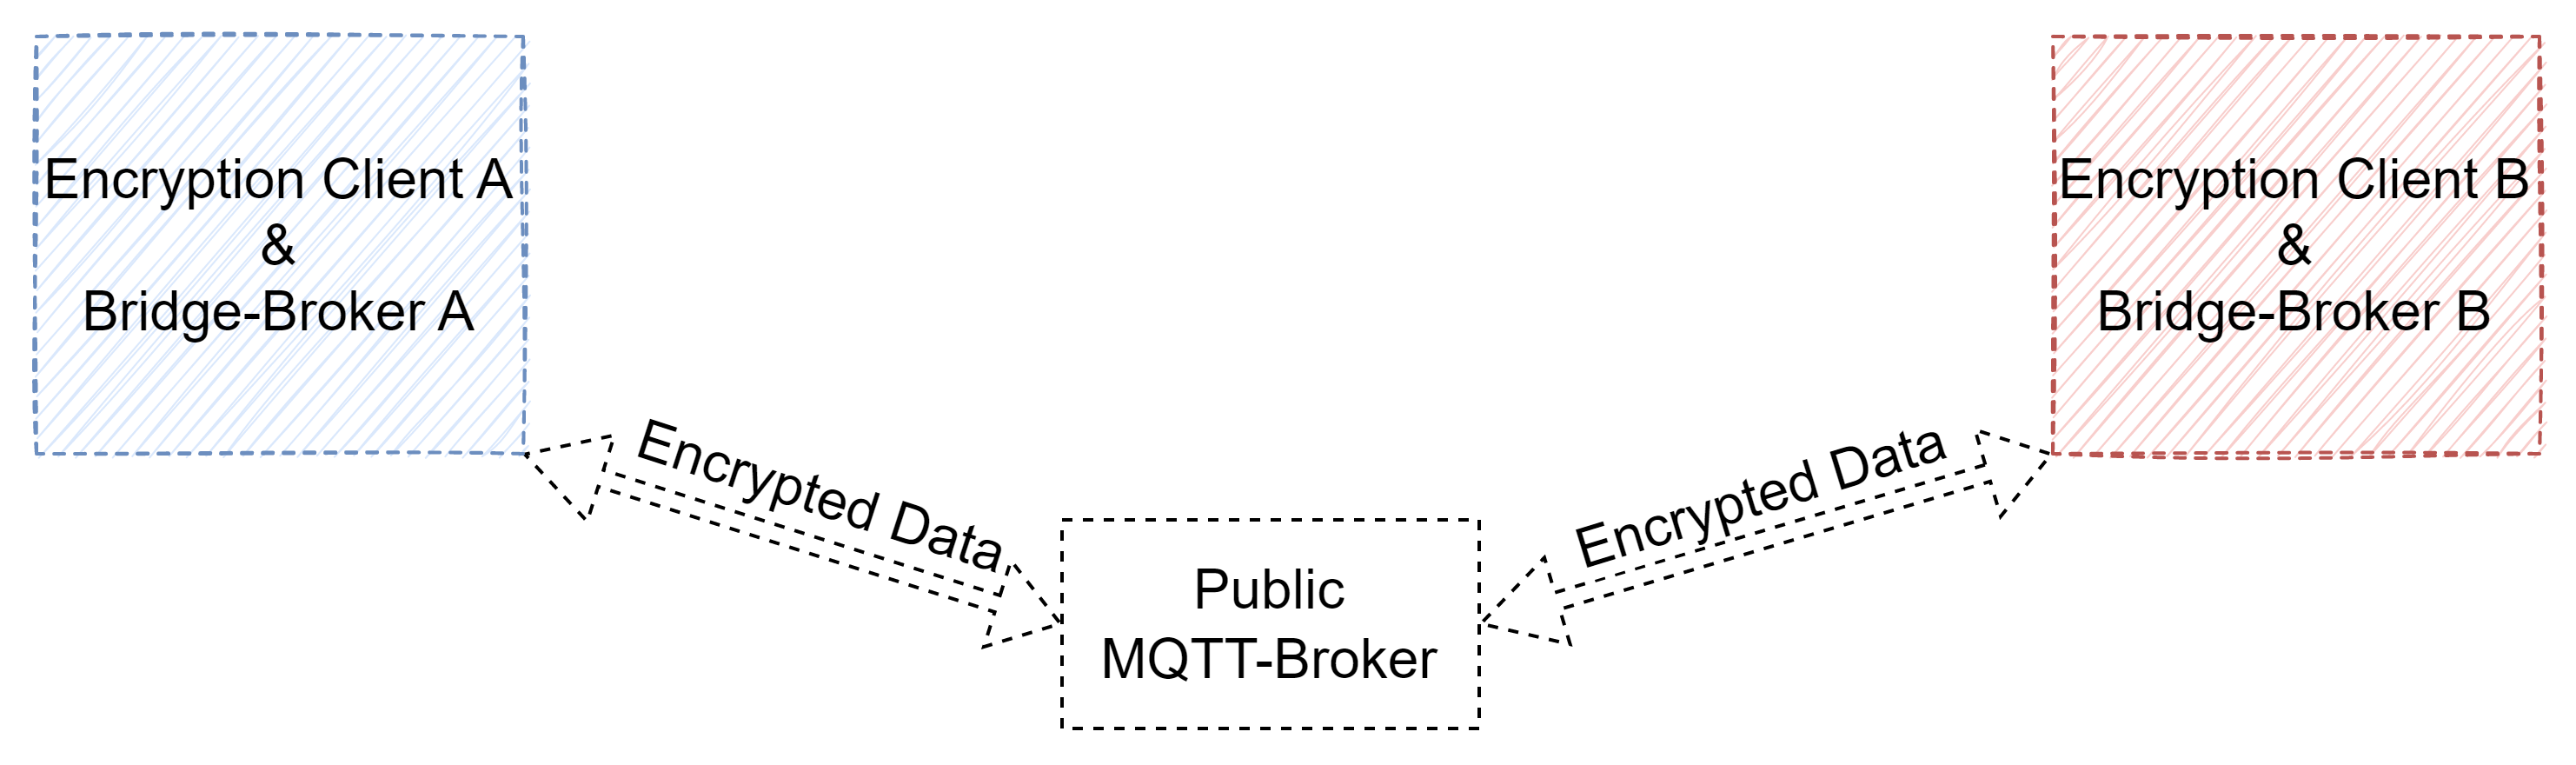 Encryption Client A
&
Bridge-Broker A
Encryption Client B
&
Bridge-Broker B
Encrypted Data
Encrypted Data
Public
MQTT-Broker